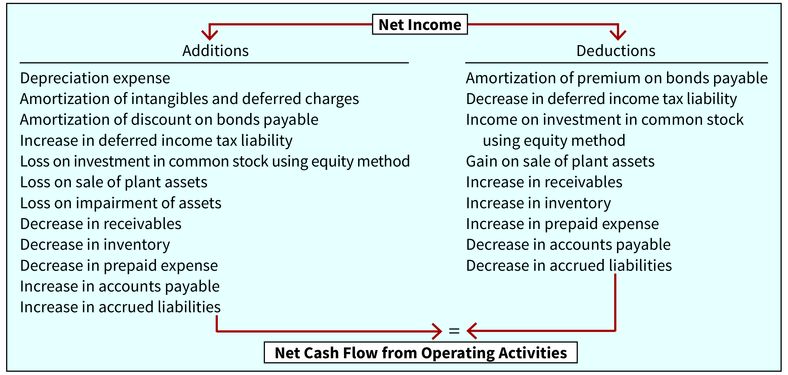 Net Income
Additions
Depreciation expense
Amortization of intangibles and deferred charges
Amortization of discount on bonds payable
Increase in deferred income tax liability
Loss on investment in common stock using equity method
Loss on sale of plant assets
Loss on impairment of assets
Decrease in receivables
Decrease in inventory
Decrease in prepaid expense
Increase in accounts payable
Increase in accrued liabilities
Deductions
Amortization of premium on bonds payable
Decrease in deferred income tax liability
Income on investment in common stock
using equity method
Gain on sale of plant assets
Increase in receivables
Increase in inventory
Increase in prepaid expense
Decrease in accounts payable
Decrease in accrued liabilities
=
Net Cash Flow from Operating Activities